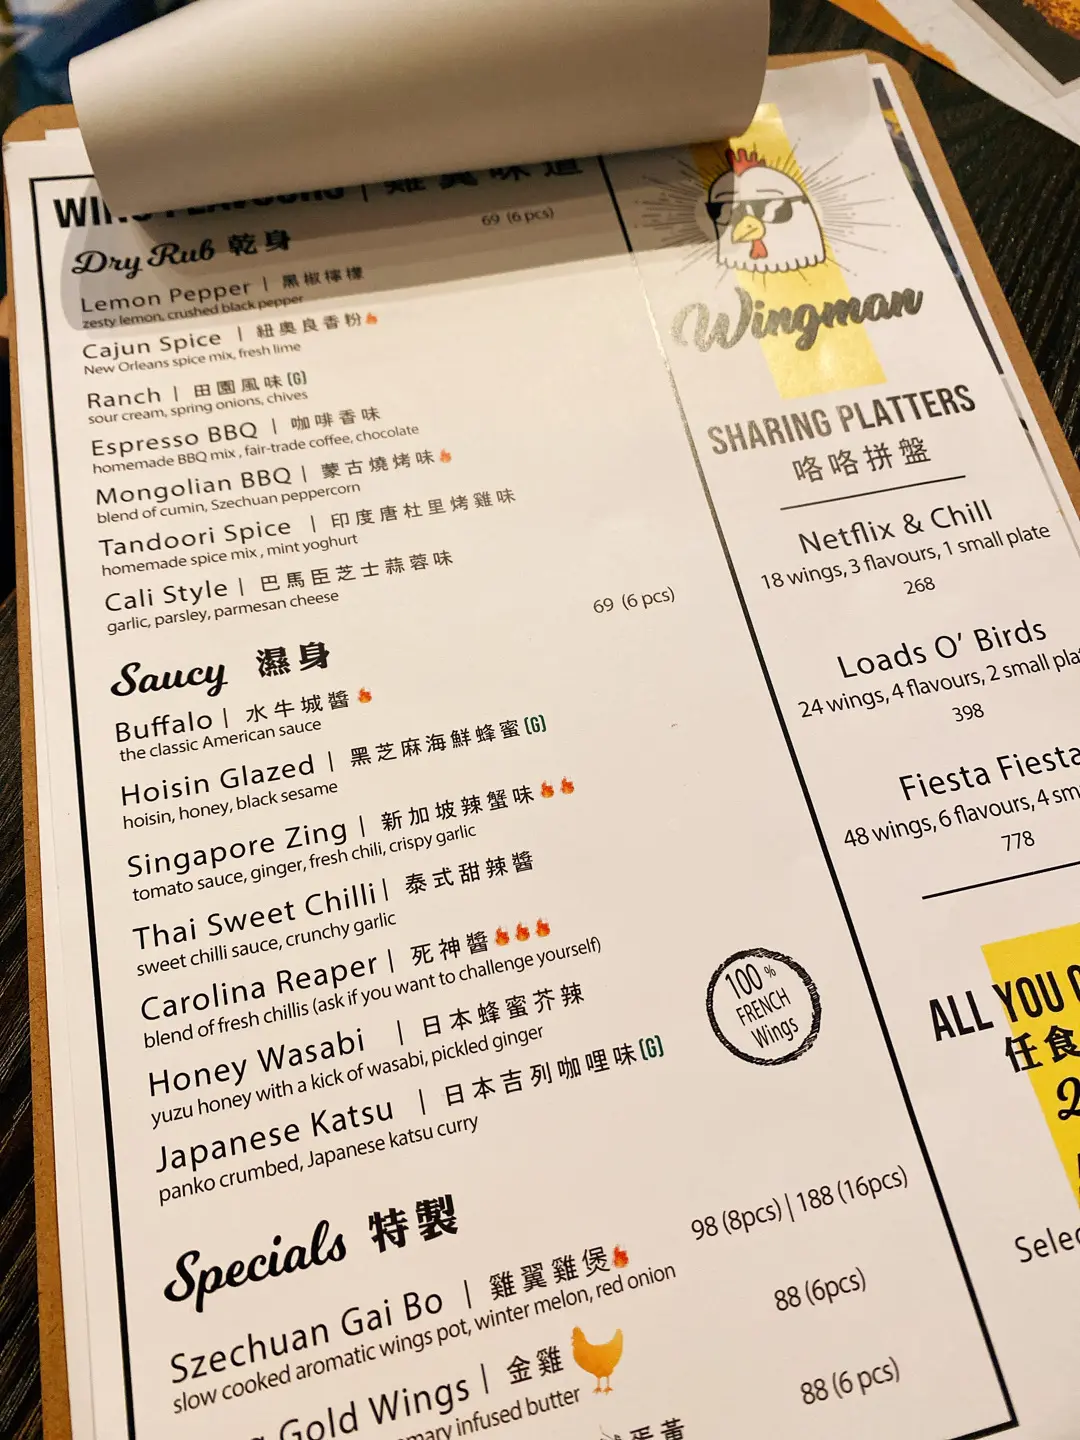 69 (6 pcs)
Dry Rub 乾身
Lemon Pepper | 黑椒檸檬
zesty lemon, crushed black pepper
Cajun Spice | 紐奧良香粉
New Orleans spice mix, fresh lime
Ranch | 田園風味 (G)
sour cream, spring onions, chives
Espresso BBQ | 咖啡香味
homemade BBQ mix , fair-trade coffee, chocolate
Mongolian BBQ | 蒙古燒烤味
blend of cumin, Szechuan peppercorn
Tandoori Spice | 印度唐杜里烤雞味
homemade spice mix , mint yoghurt
Cali Style | 巴馬臣芝士蒜蓉味
garlic, parsley, parmesan cheese
69 (6 pcs)
Saucy 濕身
Buffalo | 水牛城醬
the classic American sauce
Hoisin Glazed | 黑芝麻海鮮蜂蜜 (G)
hoisin, honey, black sesame
Singapore Zing | 新加坡辣蟹味
tomato sauce, ginger, fresh chili, crispy garlic
Thai Sweet Chilli | 泰式甜辣醬
sweet chilli sauce, crunchy garlic
Carolina Reaper | 死神醬
blend of fresh chillis (ask if you want to challenge yourself)
Honey Wasabi | 日本蜂蜜芥辣
yuzu honey with a kick of wasabi, pickled ginger
Japanese Katsu | 日本吉列咖哩味 (G)
panko crumbed, Japanese katsu curry
100 %
FRENCH
Wings
Specials 特製
98 (8pcs) | 188 (16pcs)
Szechuan Gai Bo | 雞翼雞煲
slow cooked aromatic wings pot, winter melon, red onion
88 (6pcs)
Gold Wings | 金雞
infused butter
88 (6 pcs)
蛋黃
Wingman
SHARING PLATTERS
咯咯拼盤
Netflix & Chill
18 wings, 3 flavours, 1 small plate
268
Loads O' Birds
24 wings, 4 flavours, 2 small
398
Fiesta Fiesta
48 wings, 6 flavours, 4
778
ALL YOU
任食